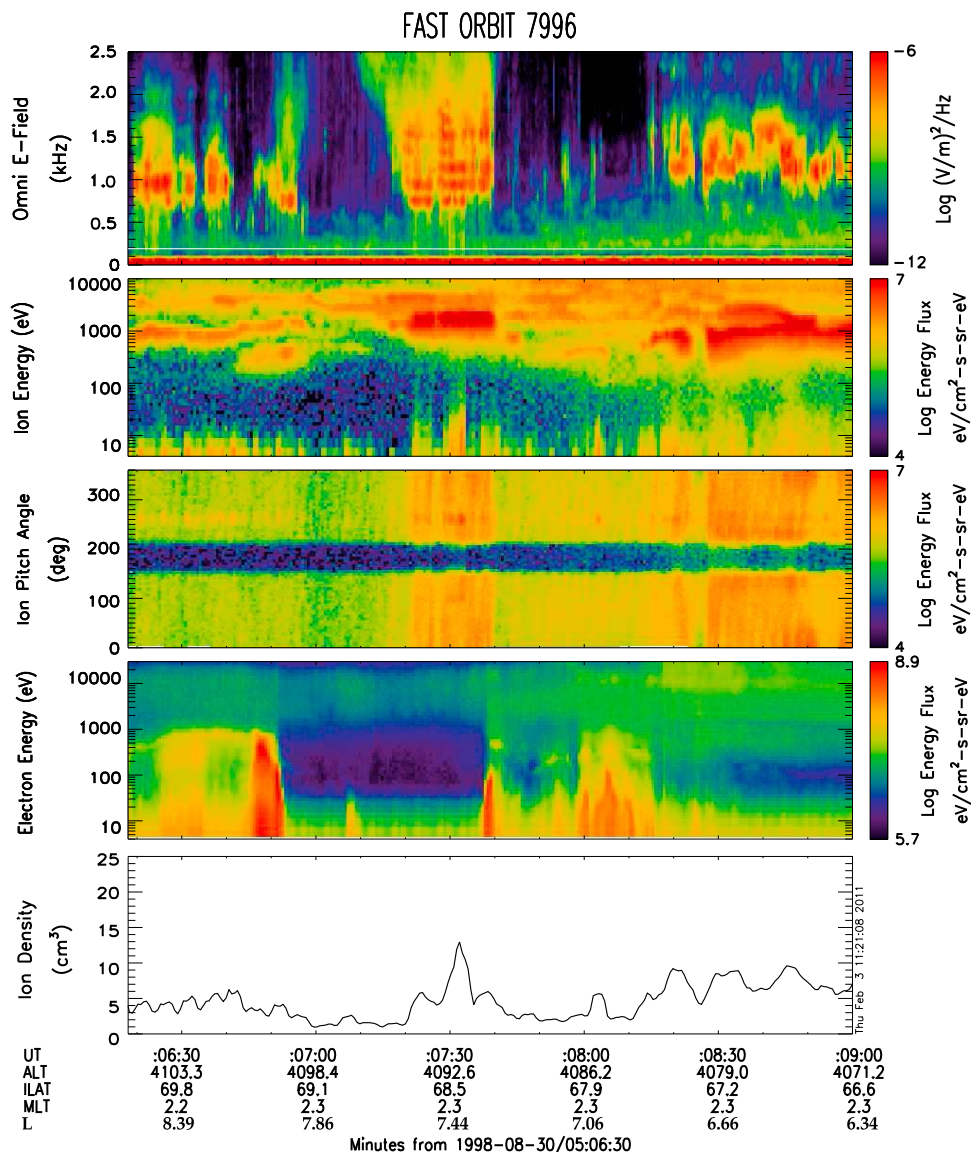 FAST ORBIT 7996
Omni E-Field
(kHz)
2.5
2.0
1.5
1.0
0.5
0
-6
-12
Log (V/m)²/Hz
Ion Energy (eV)
10000
1000
100
10
7
4
Log Energy Flux
eV/cm²-s-sr-eV
Ion Pitch Angle
(deg)
300
200
100
0
7
4
Log Energy Flux
eV/cm²-s-sr-eV
Electron Energy (eV)
10000
1000
100
10
8.9
5.7
Log Energy Flux
eV/cm²-s-sr-eV
Ion Density
(cm³)
25
20
15
10
5
0
Thu Feb 3 11:21:08 2011
UT :06:30 :07:00 :07:30 :08:00 :08:30 :09:00
ALT 4103.3 4098.4 4092.6 4086.2 4079.0 4071.2
ILAT 69.8 69.1 68.5 67.9 67.2 66.6
MLT 2.2 2.3 2.3 2.3 2.3 2.3
L 8.39 7.86 7.44 7.06 6.66 6.34
Minutes from 1998-08-30/05:06:30